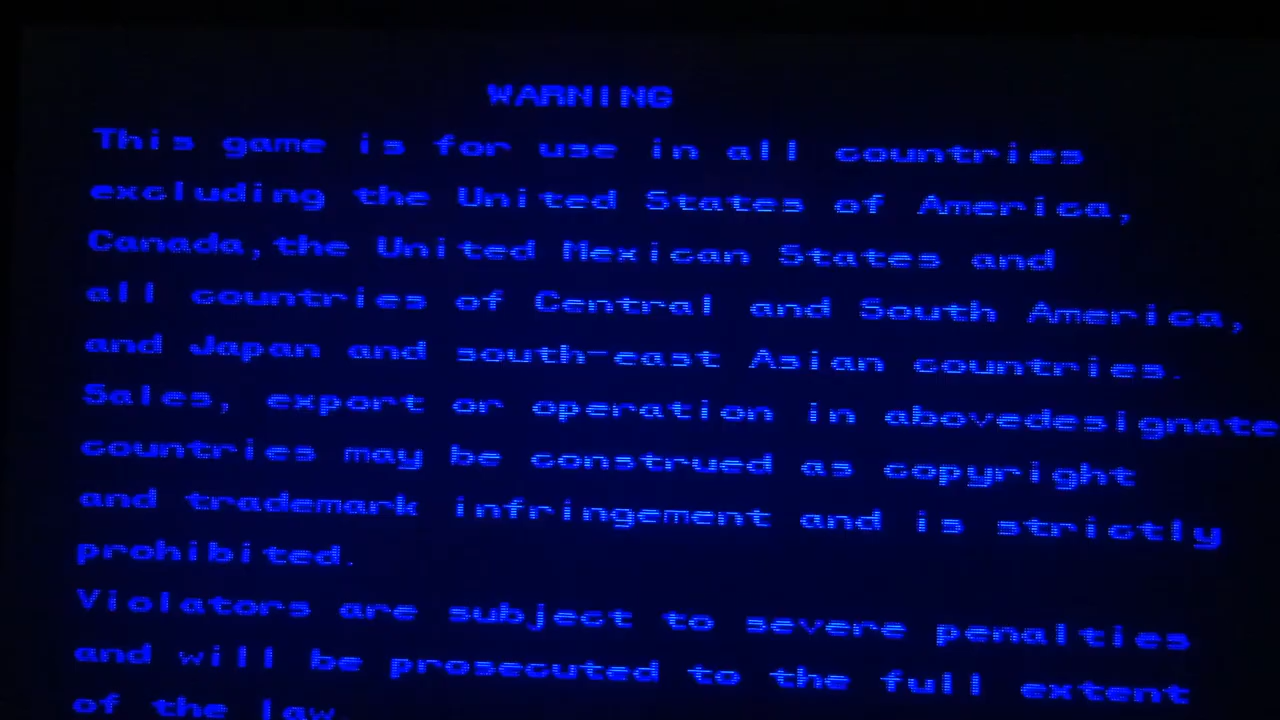 WARNING
This game is for use in all countries
excluding the United States of America,
Canada,the United Mexican States and
all countries of Central and South America,
and Japan and south-east Asian countries.
Sales, export or operation in abovedesignate
countries may be construed as copyright
and trademark infringement and is strictly
prohibited.
Violators are subject to severe penalties
and will be prosecuted to the full extent
of the law.